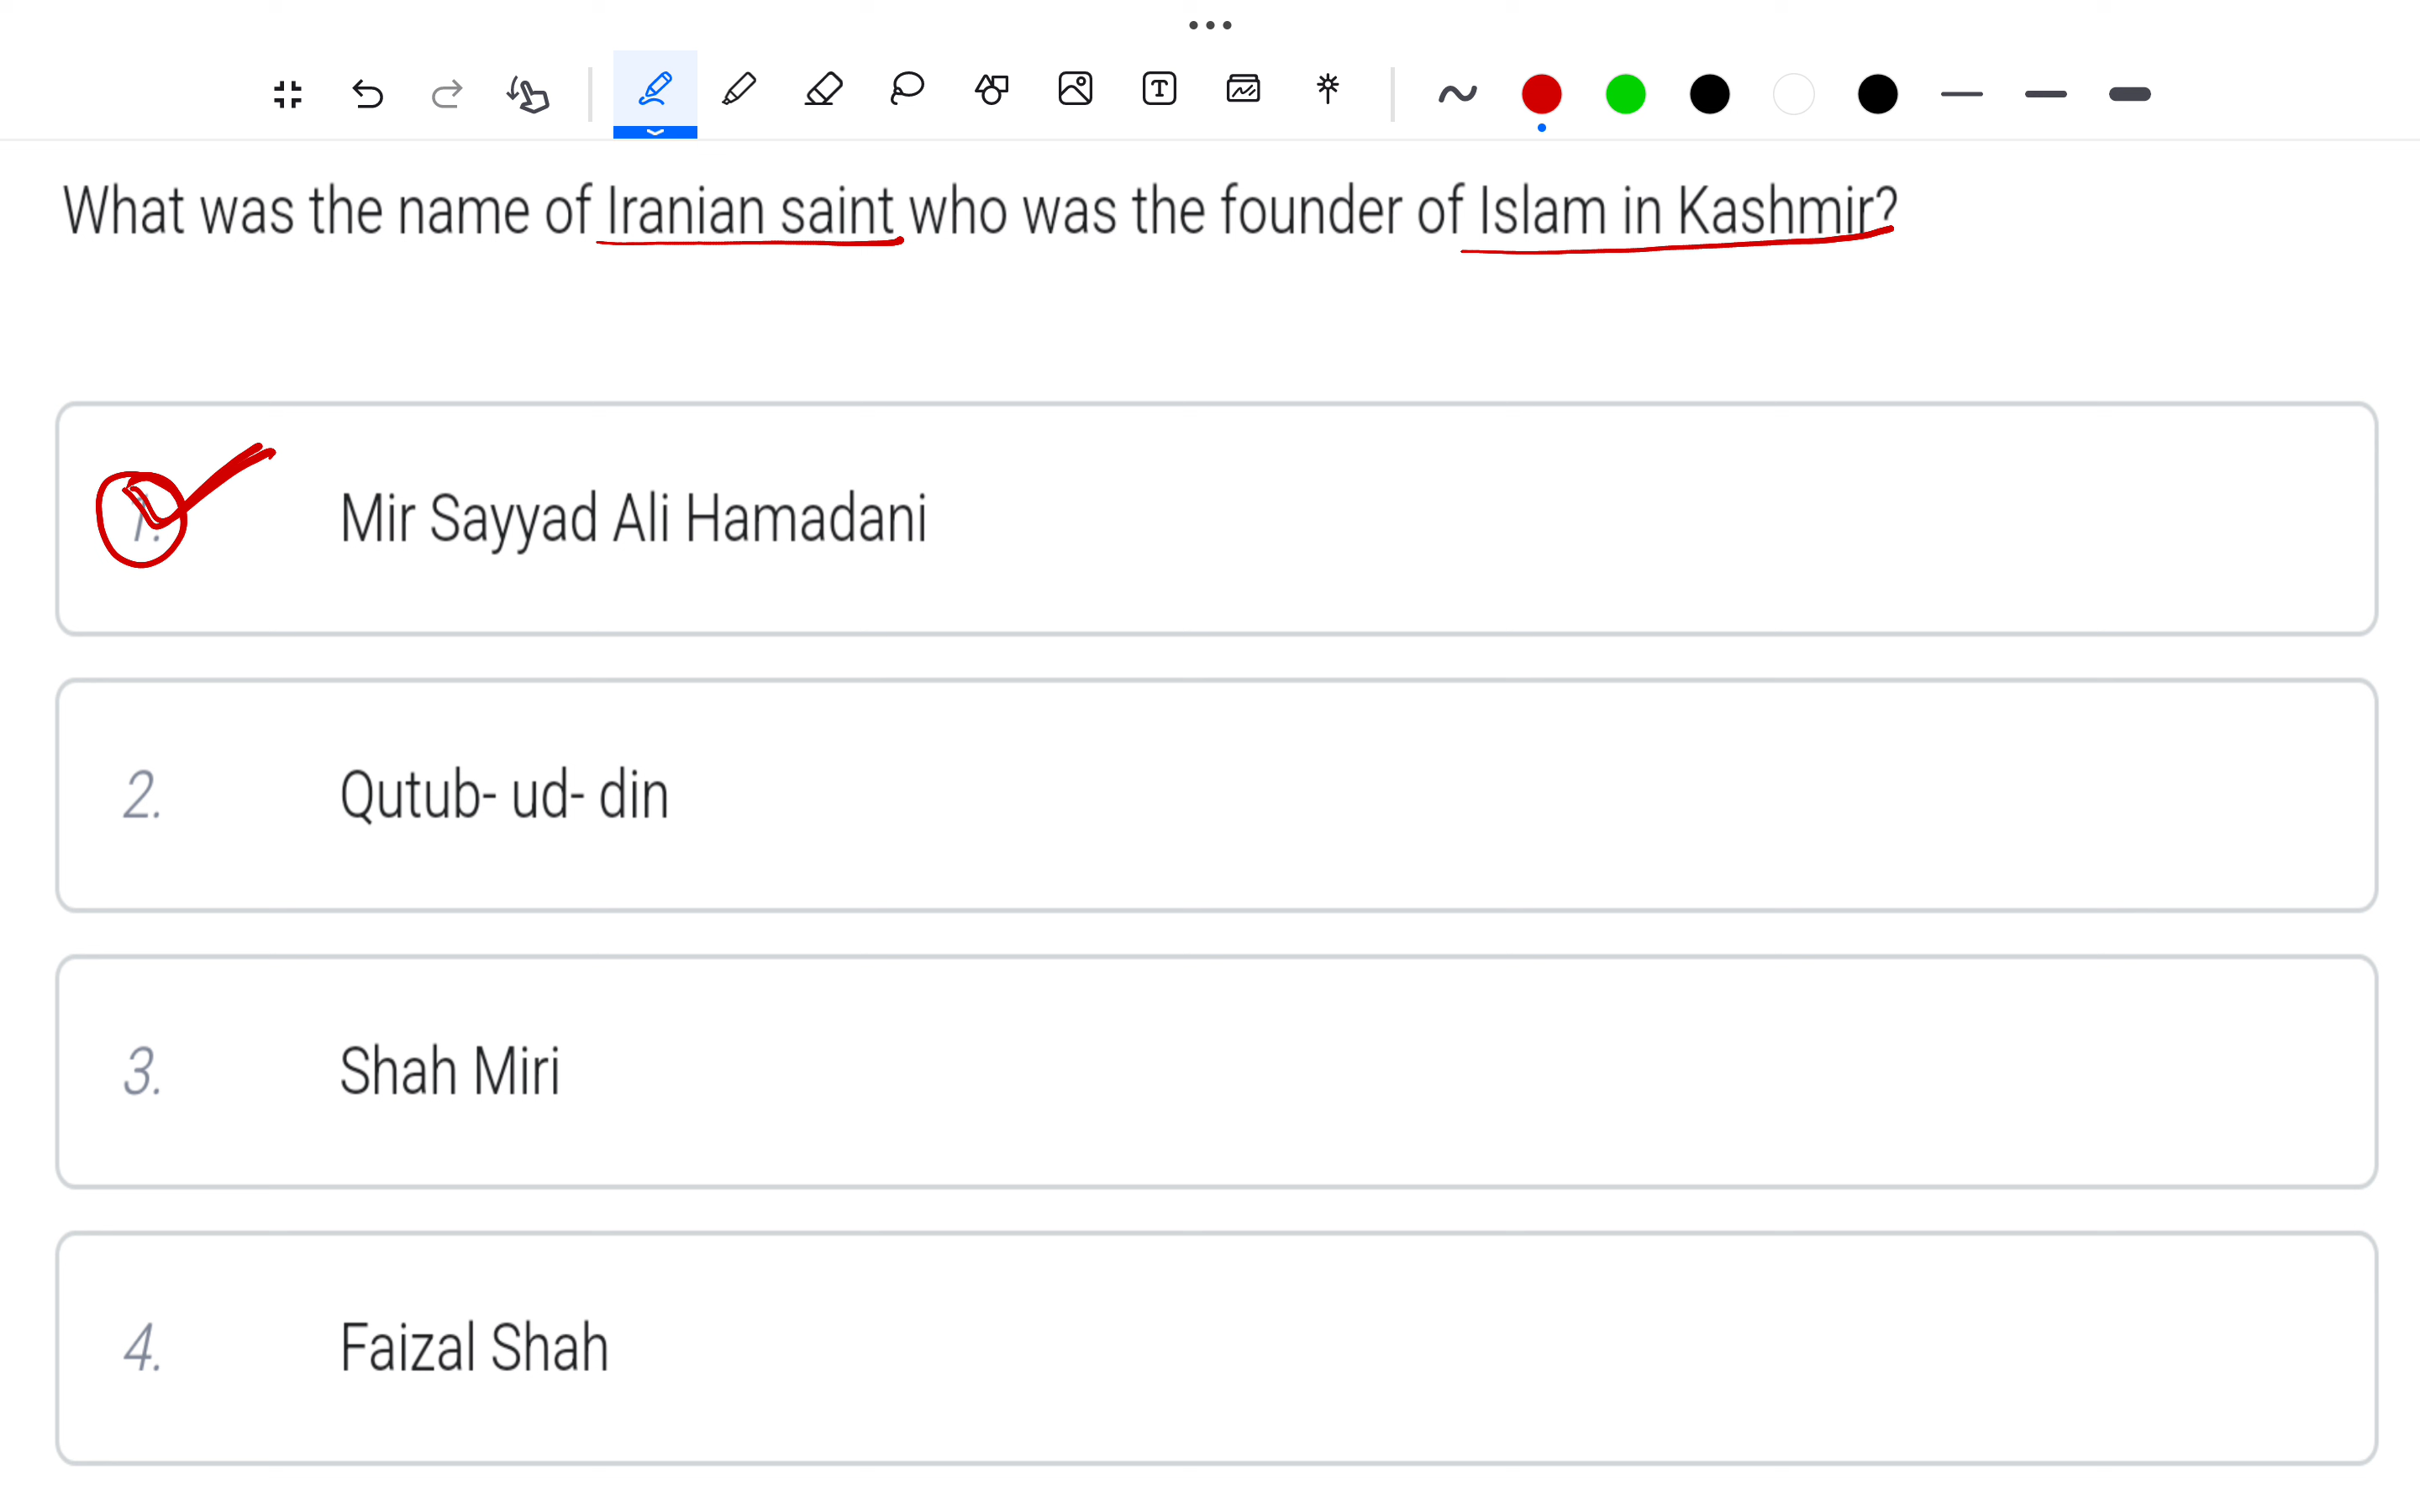 What was the name of Iranian saint who was the founder of Islam in Kashmir?
1. Mir Sayyad Ali Hamadani
2. Qutub- ud- din
3. Shah Miri
4. Faizal Shah